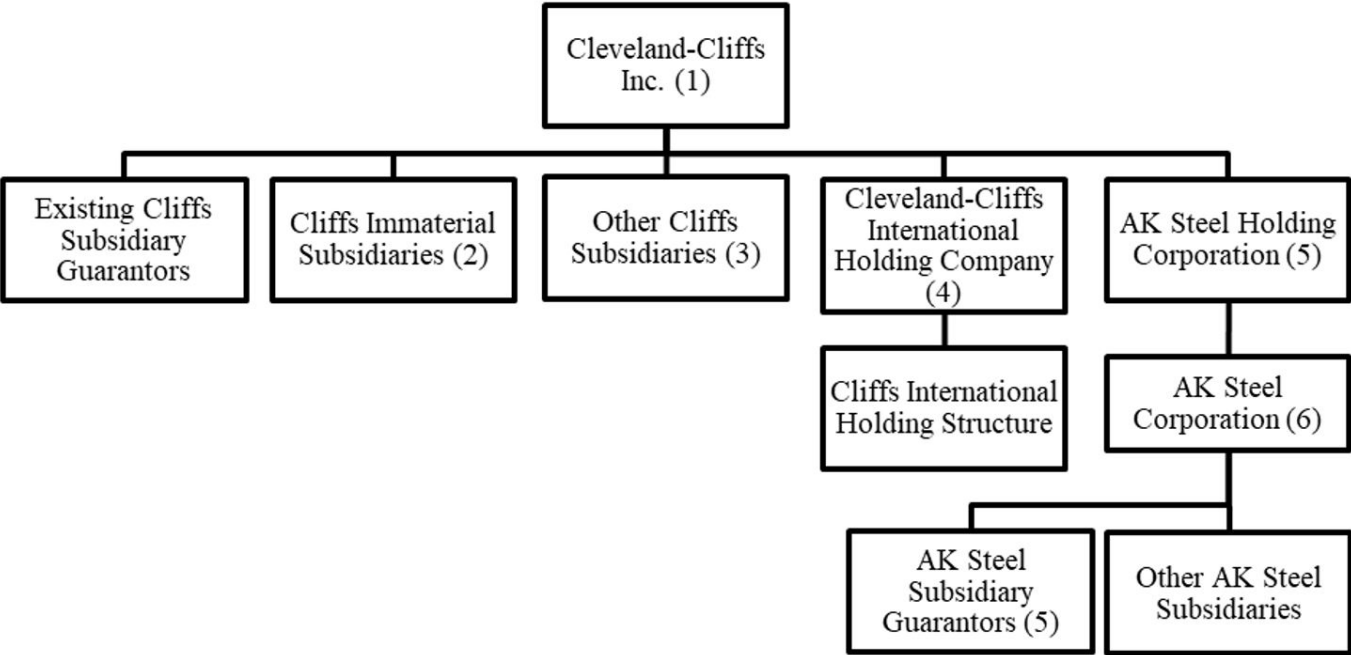 Cleveland-Cliffs
Inc. (1)
Existing Cliffs
Subsidiary
Guarantors
Cliffs Immaterial
Subsidiaries (2)
Other Cliffs
Subsidiaries (3)
Cleveland-Cliffs
International
Holding Company
(4)
AK Steel Holding
Corporation (5)
Cliffs International
Holding Structure
AK Steel
Corporation (6)
AK Steel
Subsidiary
Guarantors (5)
Other AK Steel
Subsidiaries